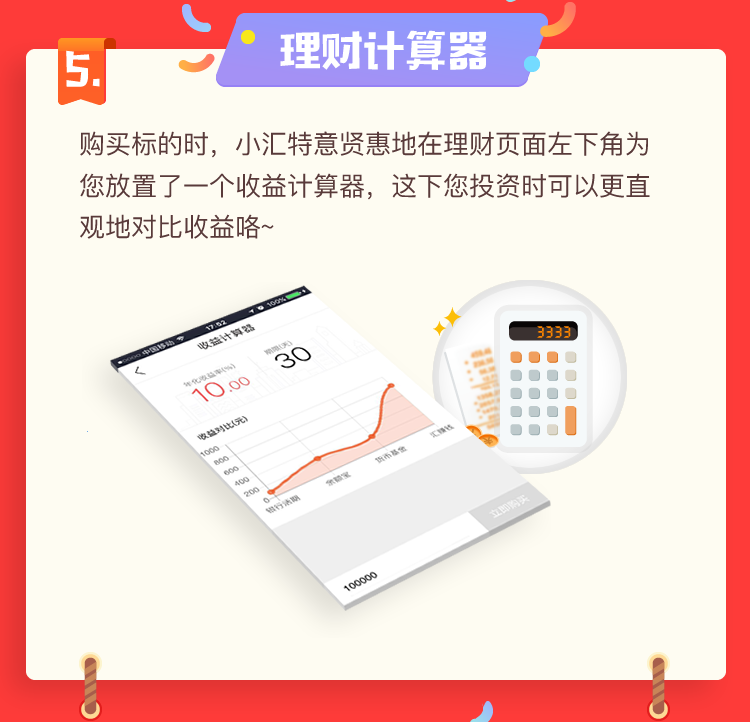 5.
理财计算器
购买标的时，小汇特意贤惠地在理财页面左下角为
您放置了一个收益计算器，这下您投资时可以更直
观地对比收益咯~
中国移动 17:52 100%
收益计算器
年化收益率(%)
期限(天)
10.00
30
收益对比(元)
1000
800
600
400
200
0
银行活期
余额宝
货币基金
汇赚钱
100000
立即购买
3333